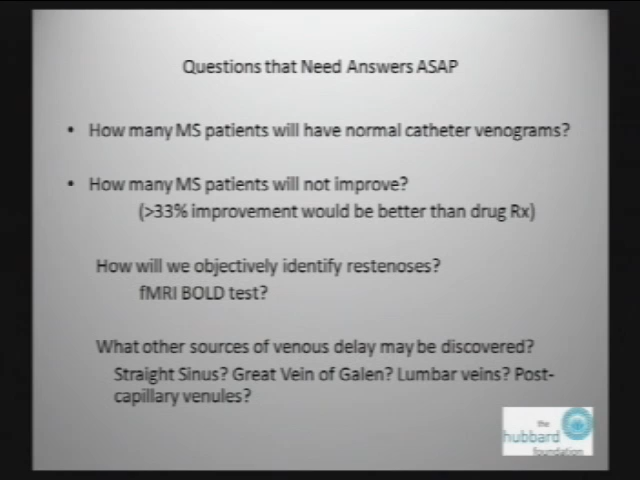 Questions that Need Answers ASAP
• How many MS patients will have normal catheter venograms?
• How many MS patients will not improve?
(>33% improvement would be better than drug Rx)
How will we objectively identify restenoses?
fMRI BOLD test?
What other sources of venous delay may be discovered?
Straight Sinus? Great Vein of Galen? Lumbar veins? Post-
capillary venules?
the
hubbard
foundation